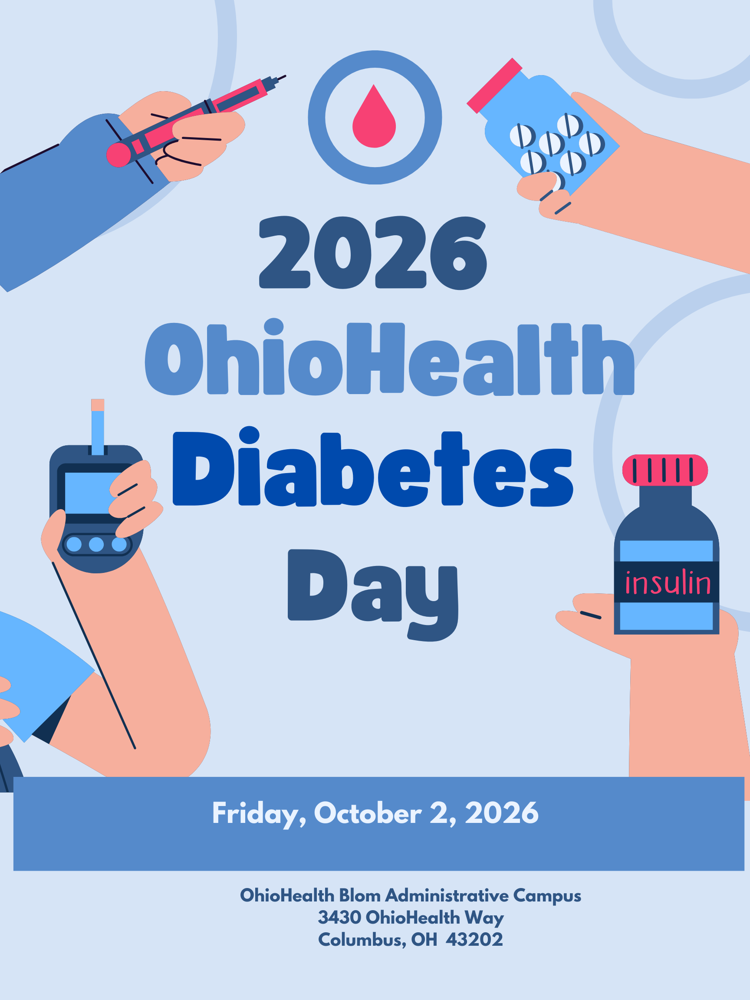 2026
OhioHealth
Diabetes
Day
insulin
Friday, October 2, 2026
OhioHealth Blom Administrative Campus
3430 OhioHealth Way
Columbus, OH  43202